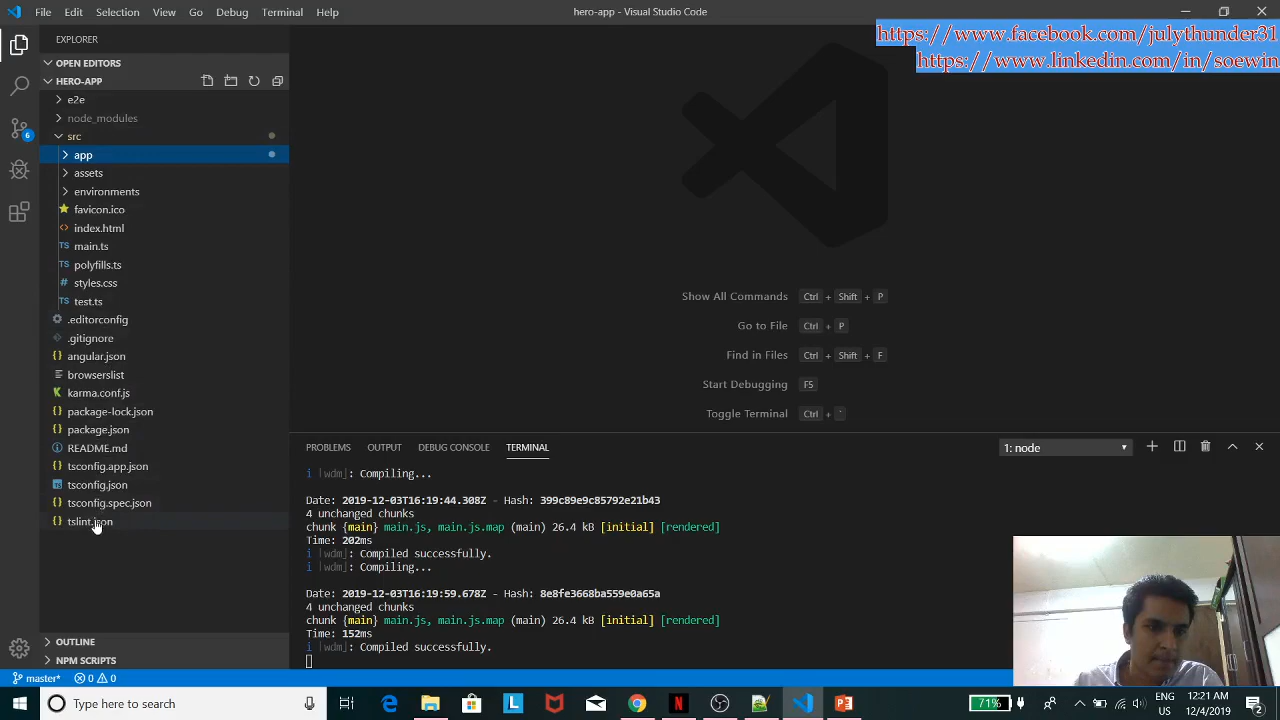 File Edit Selection View Go Debug Terminal Help
hero-app - Visual Studio Code
https://www.facebook.com/julythunder31
https://www.linkedin.com/in/soewin
EXPLORER
OPEN EDITORS
HERO-APP
e2e
node_modules
src
app
assets
environments
favicon.ico
index.html
main.ts
TS polyfills.ts
styles.css
TS test.ts
.editorconfig
.gitignore
{} angular.json
browserslist
karma.conf.js
{} package-lock.json
{} package.json
README.md
{} tsconfig.app.json
tsconfig.json
{} tsconfig.spec.json
{} tslint.json
OUTLINE
NPM SCRIPTS
6
Show All Commands Ctrl + Shift + P
Go to File Ctrl + P
Find in Files Ctrl + Shift + F
Start Debugging F5
Toggle Terminal Ctrl + `
PROBLEMS OUTPUT DEBUG CONSOLE TERMINAL
1: node
i ｢wdm｣: Compiling...
Date: 2019-12-03T16:19:44.308Z - Hash: 399c89e9c85792e21b43
4 unchanged chunks
chunk {main} main.js, main.js.map (main) 26.4 kB [initial] [rendered]
Time: 202ms
i ｢wdm｣: Compiled successfully.
i ｢wdm｣: Compiling...
Date: 2019-12-03T16:19:59.678Z - Hash: 8e8fe3668ba559e0a65a
4 unchanged chunks
chunk {main} main.js, main.js.map (main) 26.4 kB [initial] [rendered]
Time: 152ms
i ｢wdm｣: Compiled successfully.
master* 0 0
Type here to search
71%
ENG
US
12:21 AM
12/4/2019
2